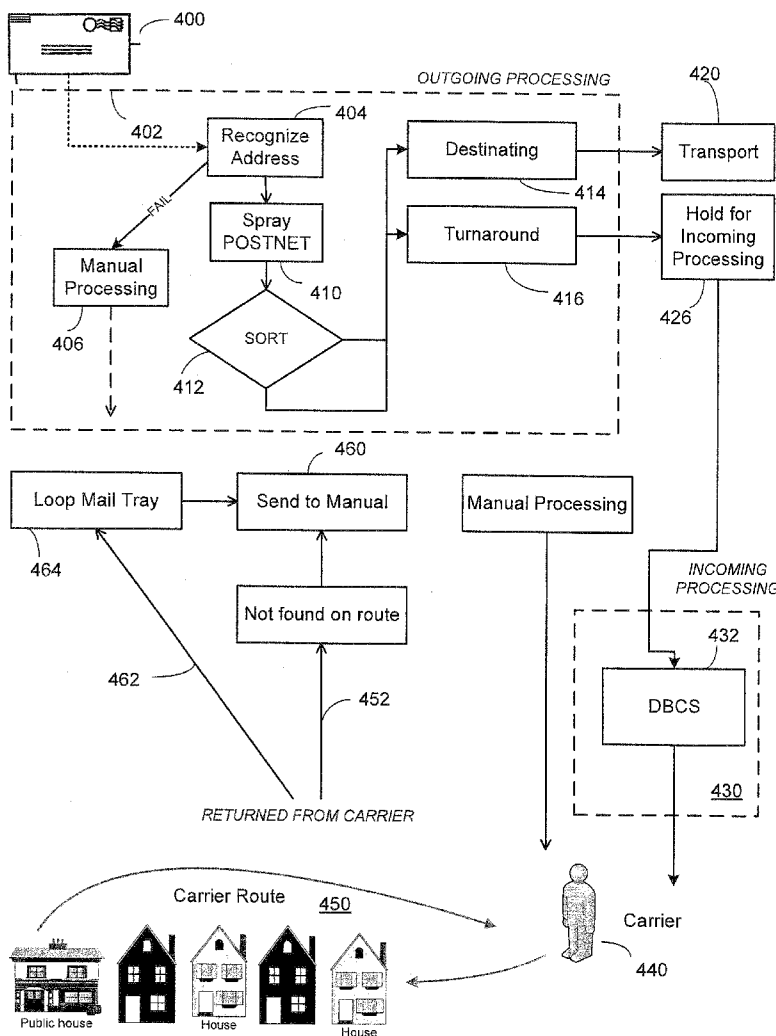 400
OUTGOING PROCESSING
402
404
Recognize
Address
Destinating
414
420
Transport
FAIL
Spray
POSTNET
410
Turnaround
416
Hold for
Incoming
Processing
426
Manual
Processing
406
SORT
412
460
Loop Mail Tray
464
Send to Manual
Manual Processing
Not found on route
INCOMING
PROCESSING
432
DBCS
430
462
452
RETURNED FROM CARRIER
Carrier Route
450
Carrier
440
Public house
House
House